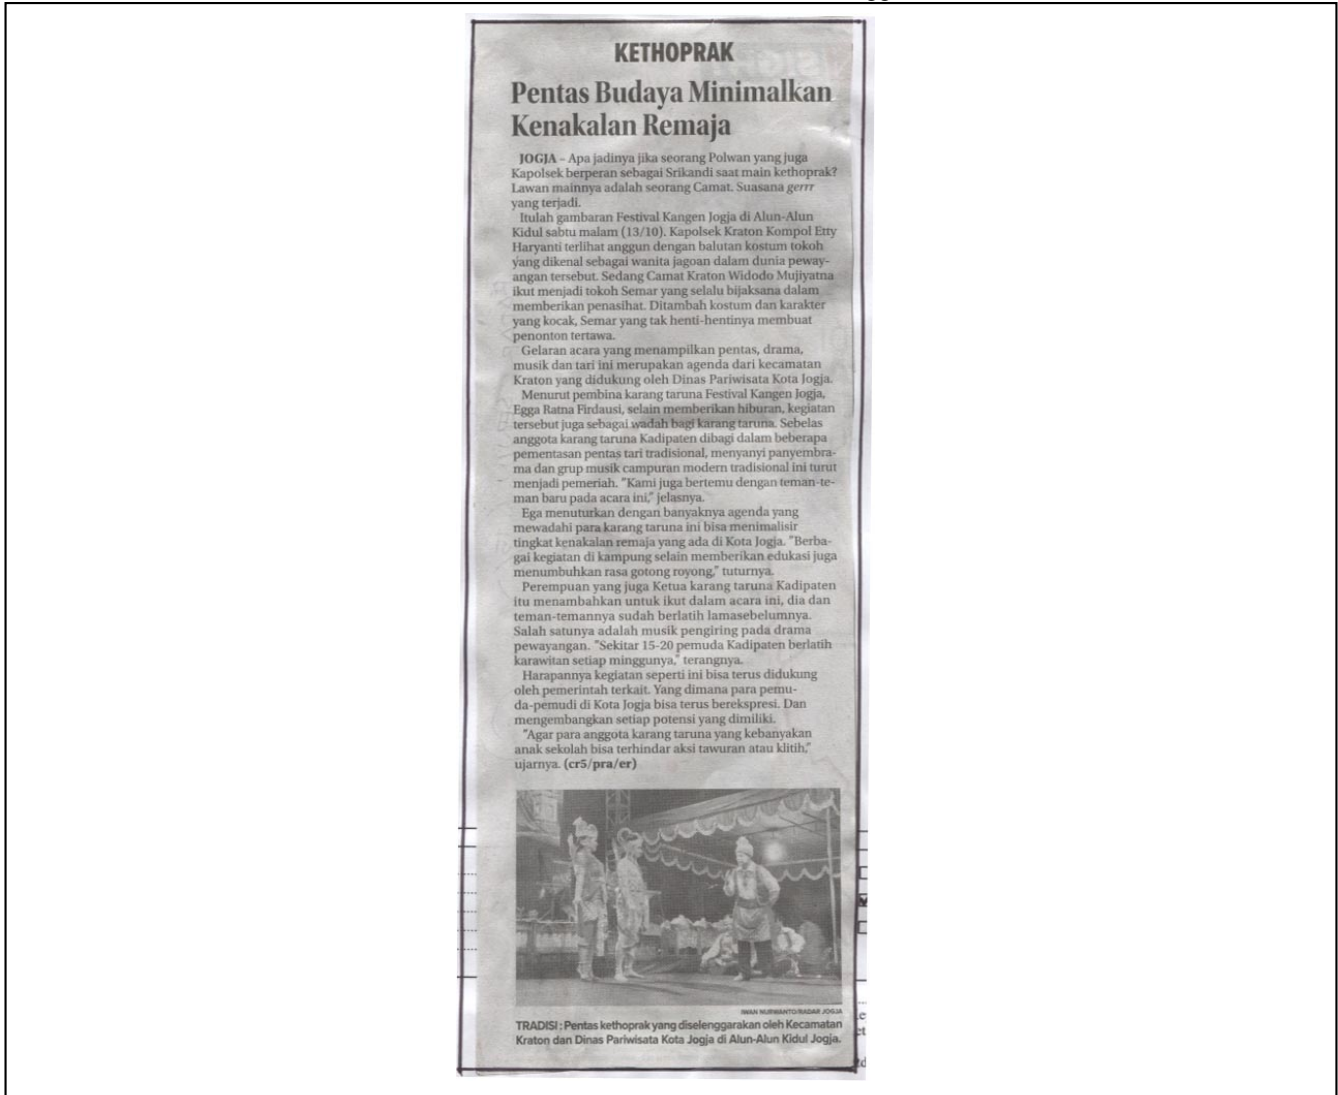 KETHOPRAK
Pentas Budaya Minimalkan
Kenakalan Remaja
JOGJA – Apa jadinya jika seorang Polwan yang juga
Kapolsek berperan sebagai Srikandi saat main kethoprak?
Lawan mainnya adalah seorang Camat. Suasana gerrr
yang terjadi.
Itulah gambaran Festival Kangen Jogja di Alun-Alun
Kidul sabtu malam (13/10). Kapolsek Kraton Kompol Etty
Haryanti terlihat anggun dengan balutan kostum tokoh
yang dikenal sebagai wanita jagoan dalam dunia peway-
angan tersebut. Sedang Camat Kraton Widodo Mujiyatna
ikut menjadi tokoh Semar yang selalu bijaksana dalam
memberikan penasihat. Ditambah kostum dan karakter
yang kocak, Semar yang tak henti-hentinya membuat
penonton tertawa.
Gelaran acara yang menampilkan pentas, drama,
musik dan tari ini merupakan agenda dari kecamatan
Kraton yang didukung oleh Dinas Pariwisata Kota Jogja.
Menurut pembina karang taruna Festival Kangen Jogja,
Egga Ratna Firdausi, selain memberikan hiburan, kegiatan
tersebut juga sebagai wadah bagi karang taruna. Sebelas
anggota karang taruna Kadipaten dibagi dalam beberapa
pementasan pentas tari tradisional, menyanyi panyembra-
ma dan grup musik campuran modern tradisional ini turut
menjadi pemeriah. "Kami juga bertemu dengan teman-te-
man baru pada acara ini," jelasnya.
Ega menuturkan dengan banyaknya agenda yang
mewadahi para karang taruna ini bisa menimalisir
tingkat kenakalan remaja yang ada di Kota Jogja. "Berba-
gai kegiatan di kampung selain memberikan edukasi juga
menumbuhkan rasa gotong royong," tuturnya.
Perempuan yang juga Ketua karang taruna Kadipaten
itu menambahkan untuk ikut dalam acara ini, dia dan
teman-temannya sudah berlatih lamasebelumnya.
Salah satunya adalah musik pengiring pada drama
pewayangan. "Sekitar 15-20 pemuda Kadipaten berlatih
karawitan setiap minggunya," terangnya.
Harapannya kegiatan seperti ini bisa terus didukung
oleh pemerintah terkait. Yang dimana para pemu-
da-pemudi di Kota Jogja bisa terus berekspresi. Dan
mengembangkan setiap potensi yang dimiliki.
"Agar para anggota karang taruna yang kebanyakan
anak sekolah bisa terhindar aksi tawuran atau klitih,"
ujarnya. (cr5/pra/er)
IWAN NURWANTO/RADAR JOGJA
TRADISI : Pentas kethoprak yang diselenggarakan oleh Kecamatan
Kraton dan Dinas Pariwisata Kota Jogja di Alun-Alun Kidul Jogja.